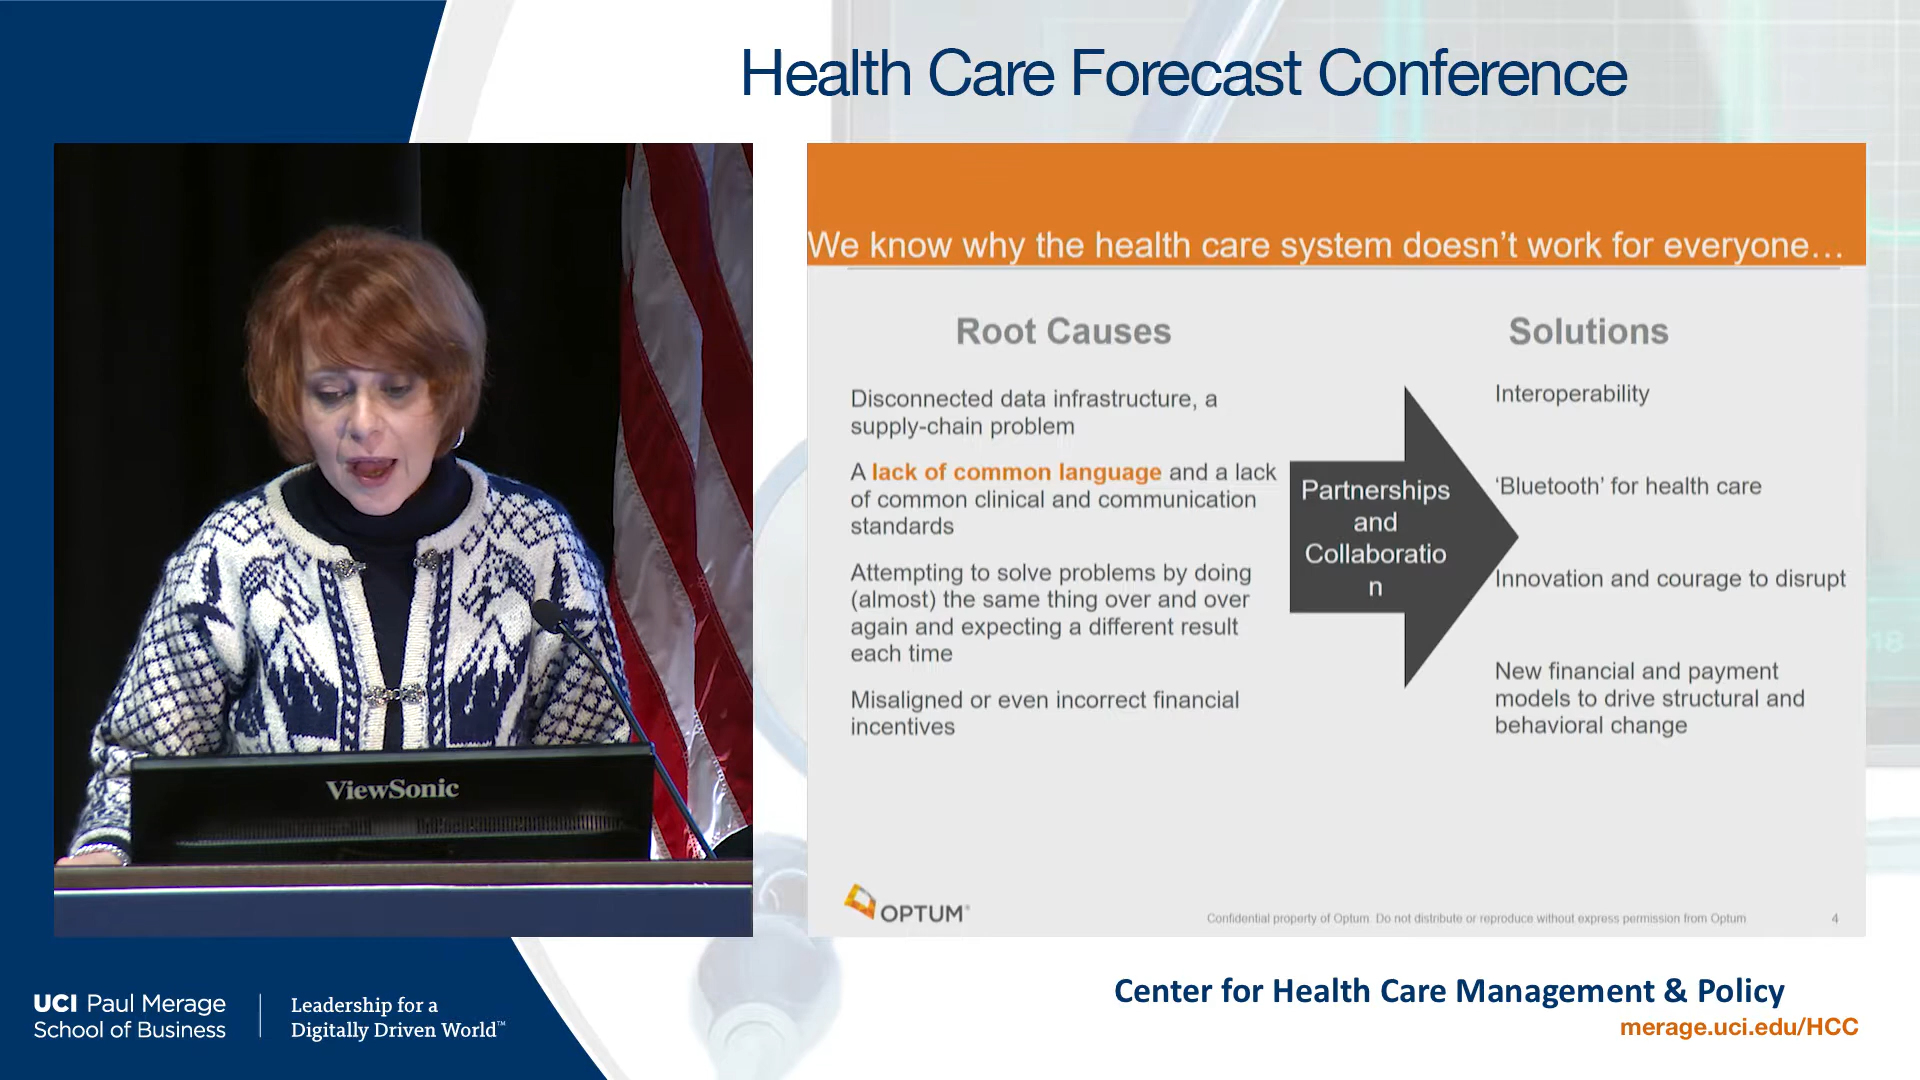 Health Care Forecast Conference
We know why the health care system doesn’t work for everyone…
Root Causes
Disconnected data infrastructure, a
supply-chain problem
A lack of common language and a lack
of common clinical and communication
standards
Attempting to solve problems by doing
(almost) the same thing over and over
again and expecting a different result
each time
Misaligned or even incorrect financial
incentives
Partnerships
and
Collaboratio
n
Solutions
Interoperability
‘Bluetooth’ for health care
Innovation and courage to disrupt
New financial and payment
models to drive structural and
behavioral change
OPTUM®
Confidential property of Optum. Do not distribute or reproduce without express permission from Optum
4
ViewSonic
18
UCI Paul Merage
School of Business
Leadership for a
Digitally Driven World™
Center for Health Care Management & Policy
merage.uci.edu/HCC